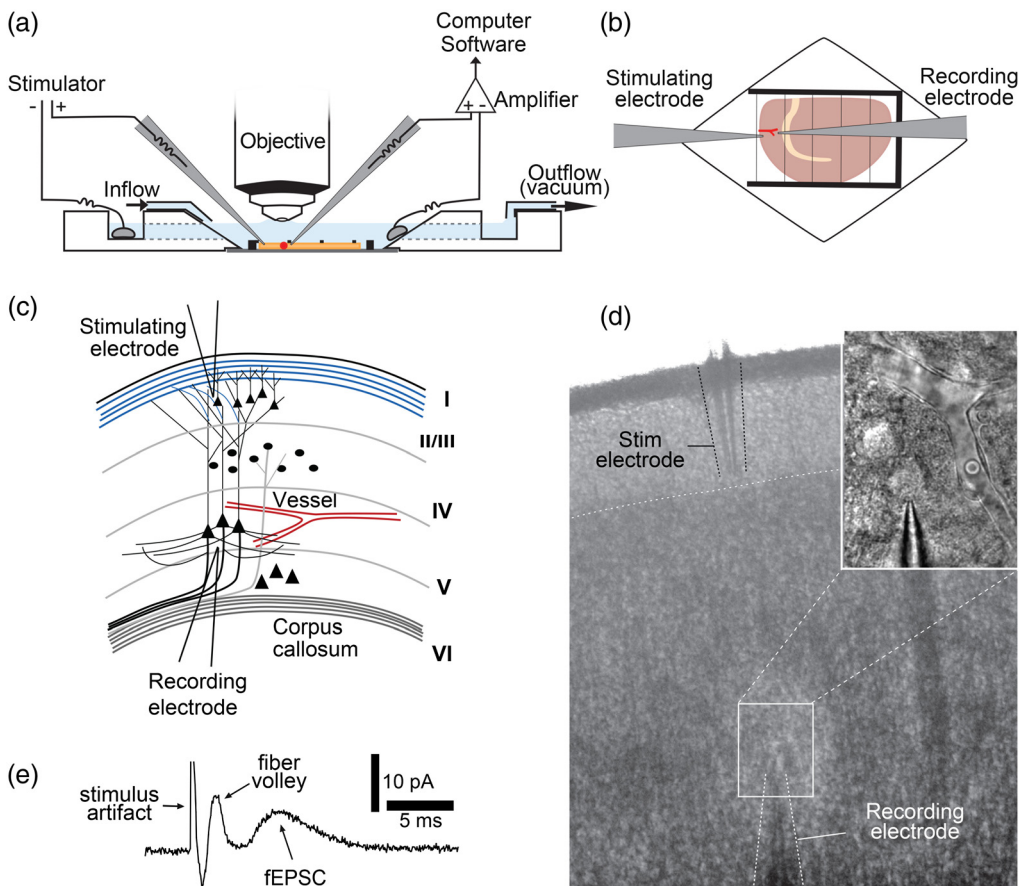 (a)
Computer
Software
Stimulator
- +
+ -
Amplifier
Objective
Inflow
Outflow
(vacuum)
(b)
Stimulating
electrode
Recording
electrode
(c)
Stimulating
electrode
I
II/III
Vessel
IV
V
Corpus
callosum
VI
Recording
electrode
(d)
Stim
electrode
Recording
electrode
(e)
stimulus
artifact
fiber
volley
10 pA
5 ms
fEPSC